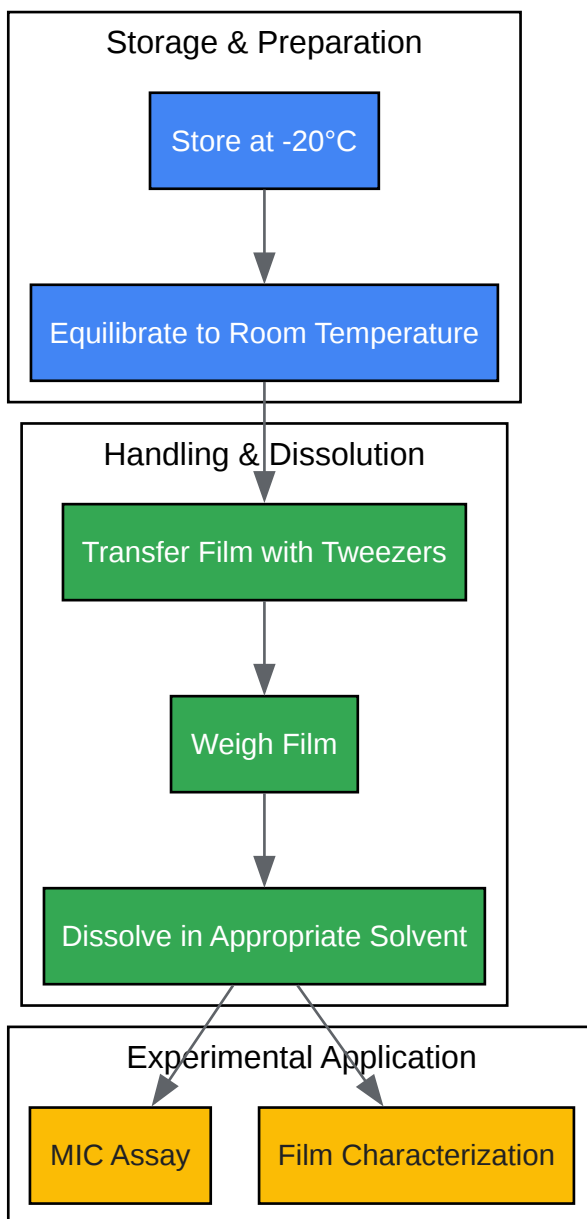 Storage & Preparation
Store at -20°C
Equilibrate to Room Temperature
Handling & Dissolution
Transfer Film with Tweezers
Weigh Film
Dissolve in Appropriate Solvent
Experimental Application
MIC Assay
Film Characterization